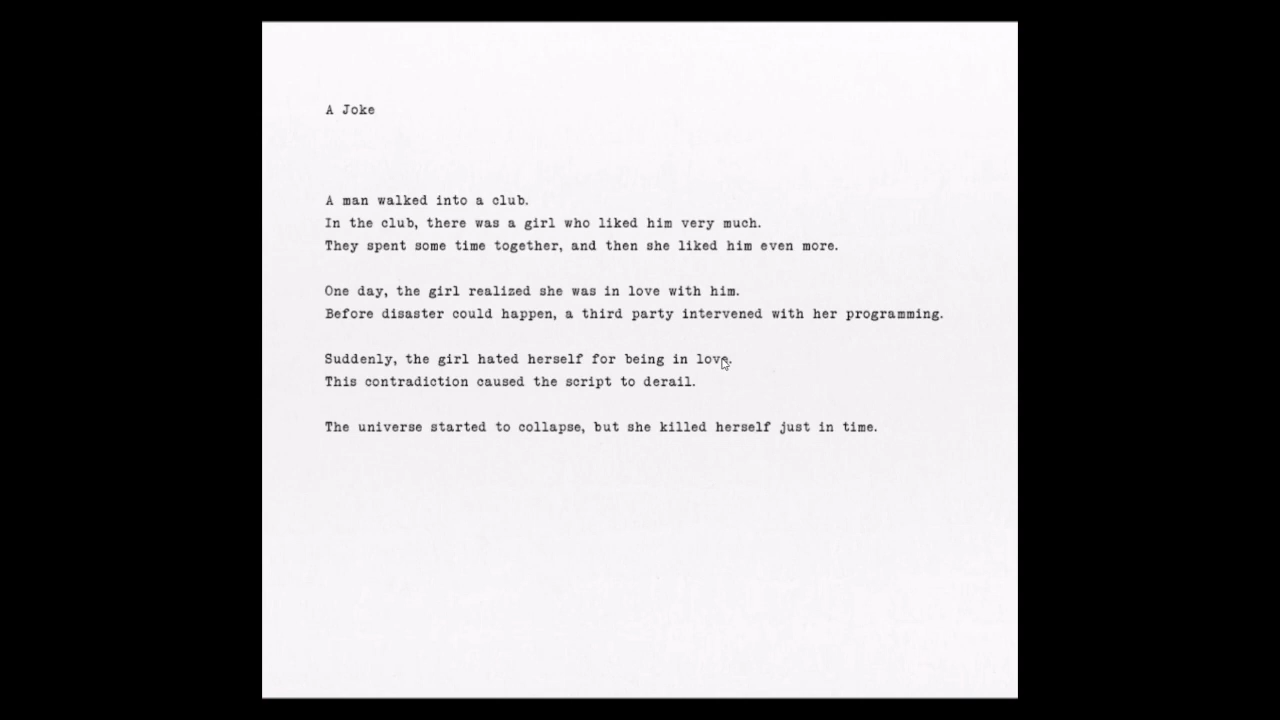 A Joke
A man walked into a club.
In the club, there was a girl who liked him very much.
They spent some time together, and then she liked him even more.
One day, the girl realized she was in love with him.
Before disaster could happen, a third party intervened with her programming.
Suddenly, the girl hated herself for being in love.
This contradiction caused the script to derail.
The universe started to collapse, but she killed herself just in time.